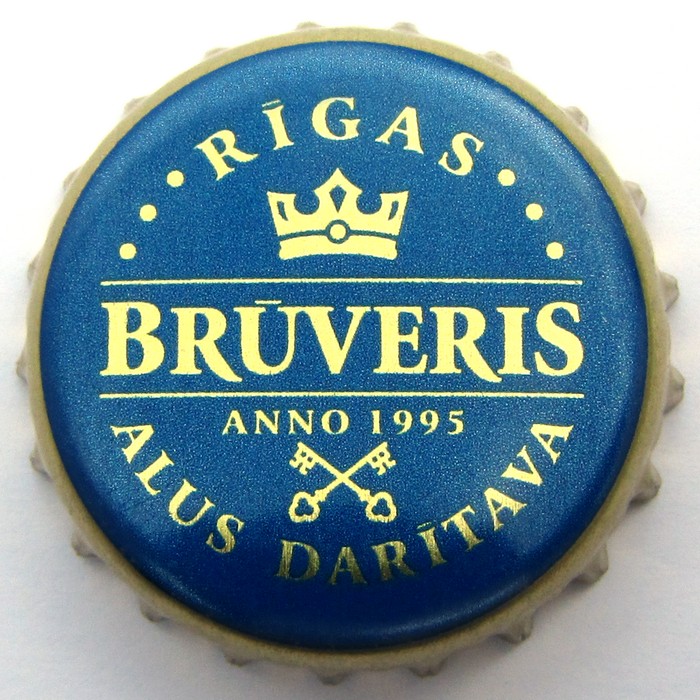 RĪGAS
BRŪVERIS
ANNO 1995
ALUS DARĪTAVA